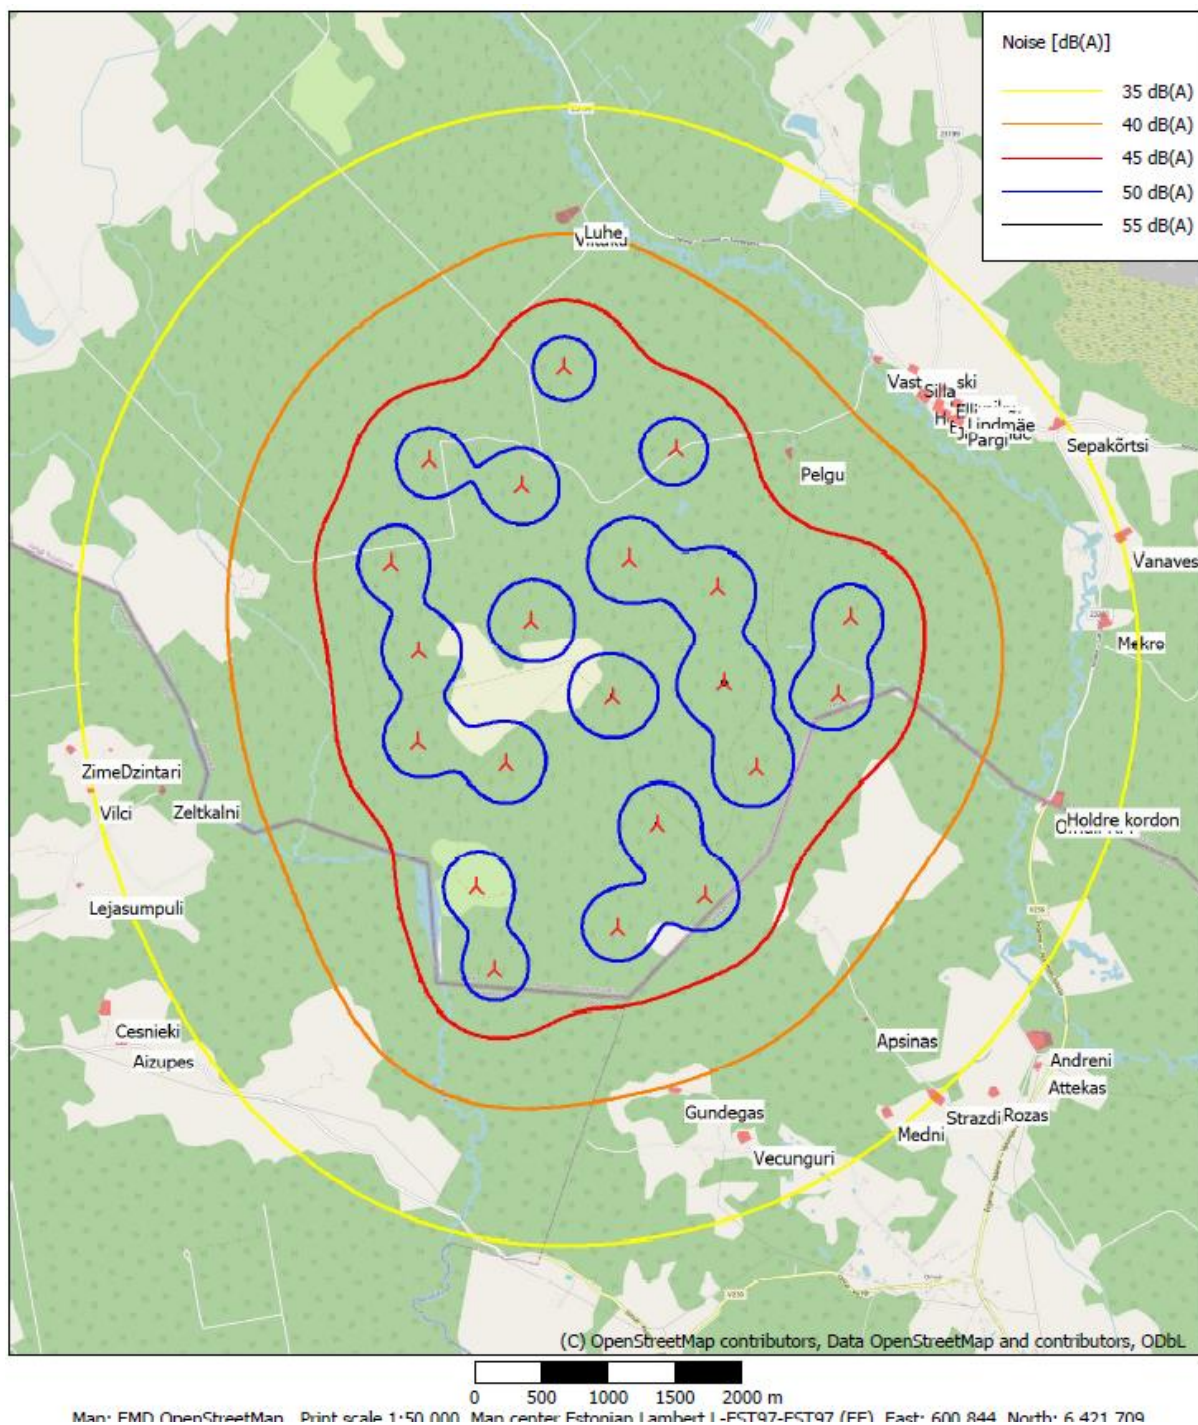 Noise [dB(A)]
35 dB(A)
40 dB(A)
45 dB(A)
50 dB(A)
55 dB(A)
23199
Luhe
Vast
ski
Silla
Lindmäe
Pargi
Sepakõrtsi
Pelgu
Vanaves
Mekro
ZimeDzintari
Vilci
Zeltkalni
Holdre kordon
Lejasumpuli
Cesnieki
Aizupes
Apsinas
Andreni
Attekas
Gundegas
Strazdi
Rozas
Medni
Vecunguri
V239
(C) OpenStreetMap contributors, Data OpenStreetMap and contributors, ODbL
0 500 1000 1500 2000 m
Map: EMD OpenStreetMap, Print scale 1:50 000, Map center Estonian Lambert L-EST97-EST97 (EE) East: 600 844 North: 6 421 709